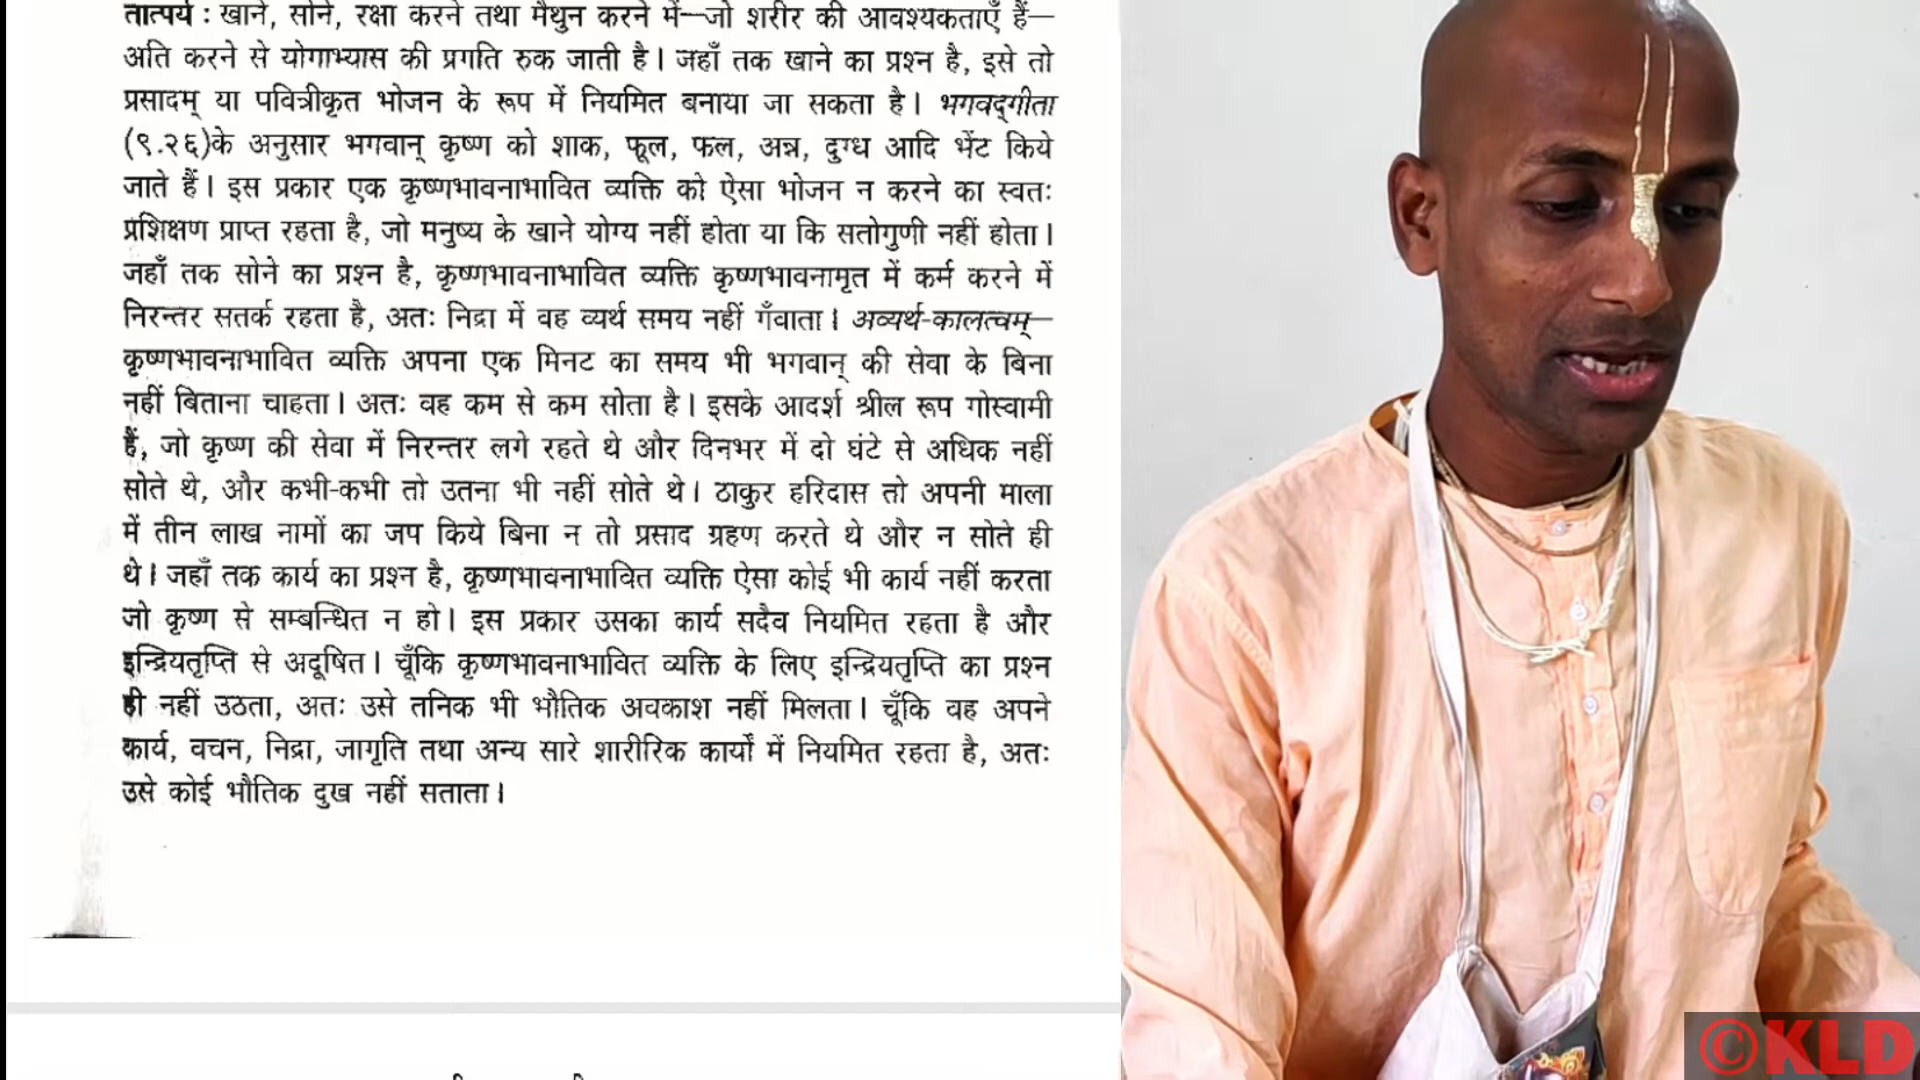 तात्पर्य : खाने, सोने, रक्षा करने तथा मैथुन करने में—जो शरीर की आवश्यकताएँ हैं—
अति करने से योगाभ्यास की प्रगति रुक जाती है। जहाँ तक खाने का प्रश्न है, इसे तो
प्रसादम् या पवित्रीकृत भोजन के रूप में नियमित बनाया जा सकता है। भगवद्‌गीता
(९.२६)के अनुसार भगवान् कृष्ण को शाक, फूल, फल, अन्न, दुग्ध आदि भेंट किये
जाते हैं। इस प्रकार एक कृष्णभावनाभावित व्यक्ति को ऐसा भोजन न करने का स्वतः
प्रशिक्षण प्राप्त रहता है, जो मनुष्य के खाने योग्य नहीं होता या कि सतोगुणी नहीं होता।
जहाँ तक सोने का प्रश्न है, कृष्णभावनाभावित व्यक्ति कृष्णभावनामृत में कर्म करने में
निरन्तर सतर्क रहता है, अतः निद्रा में वह व्यर्थ समय नहीं गँवाता। अव्यर्थ-कालत्वम्—
कृष्णभावनाभावित व्यक्ति अपना एक मिनट का समय भी भगवान् की सेवा के बिना
नहीं बिताना चाहता। अतः वह कम से कम सोता है। इसके आदर्श श्रील रूप गोस्वामी
हैं, जो कृष्ण की सेवा में निरन्तर लगे रहते थे और दिनभर में दो घंटे से अधिक नहीं
सोते थे, और कभी-कभी तो उतना भी नहीं सोते थे। ठाकुर हरिदास तो अपनी माला
में तीन लाख नामों का जप किये बिना न तो प्रसाद ग्रहण करते थे और न सोते ही
थे। जहाँ तक कार्य का प्रश्न है, कृष्णभावनाभावित व्यक्ति ऐसा कोई भी कार्य नहीं करता
जो कृष्ण से सम्बन्धित न हो। इस प्रकार उसका कार्य सदैव नियमित रहता है और
इन्द्रियतृप्ति से अदूषित। चूँकि कृष्णभावनाभावित व्यक्ति के लिए इन्द्रियतृप्ति का प्रश्न
ही नहीं उठता, अतः उसे तनिक भी भौतिक अवकाश नहीं मिलता। चूँकि वह अपने
कार्य, वचन, निद्रा, जागृति तथा अन्य सारे शारीरिक कार्यों में नियमित रहता है, अतः
उसे कोई भौतिक दुख नहीं सताता।
©KLD